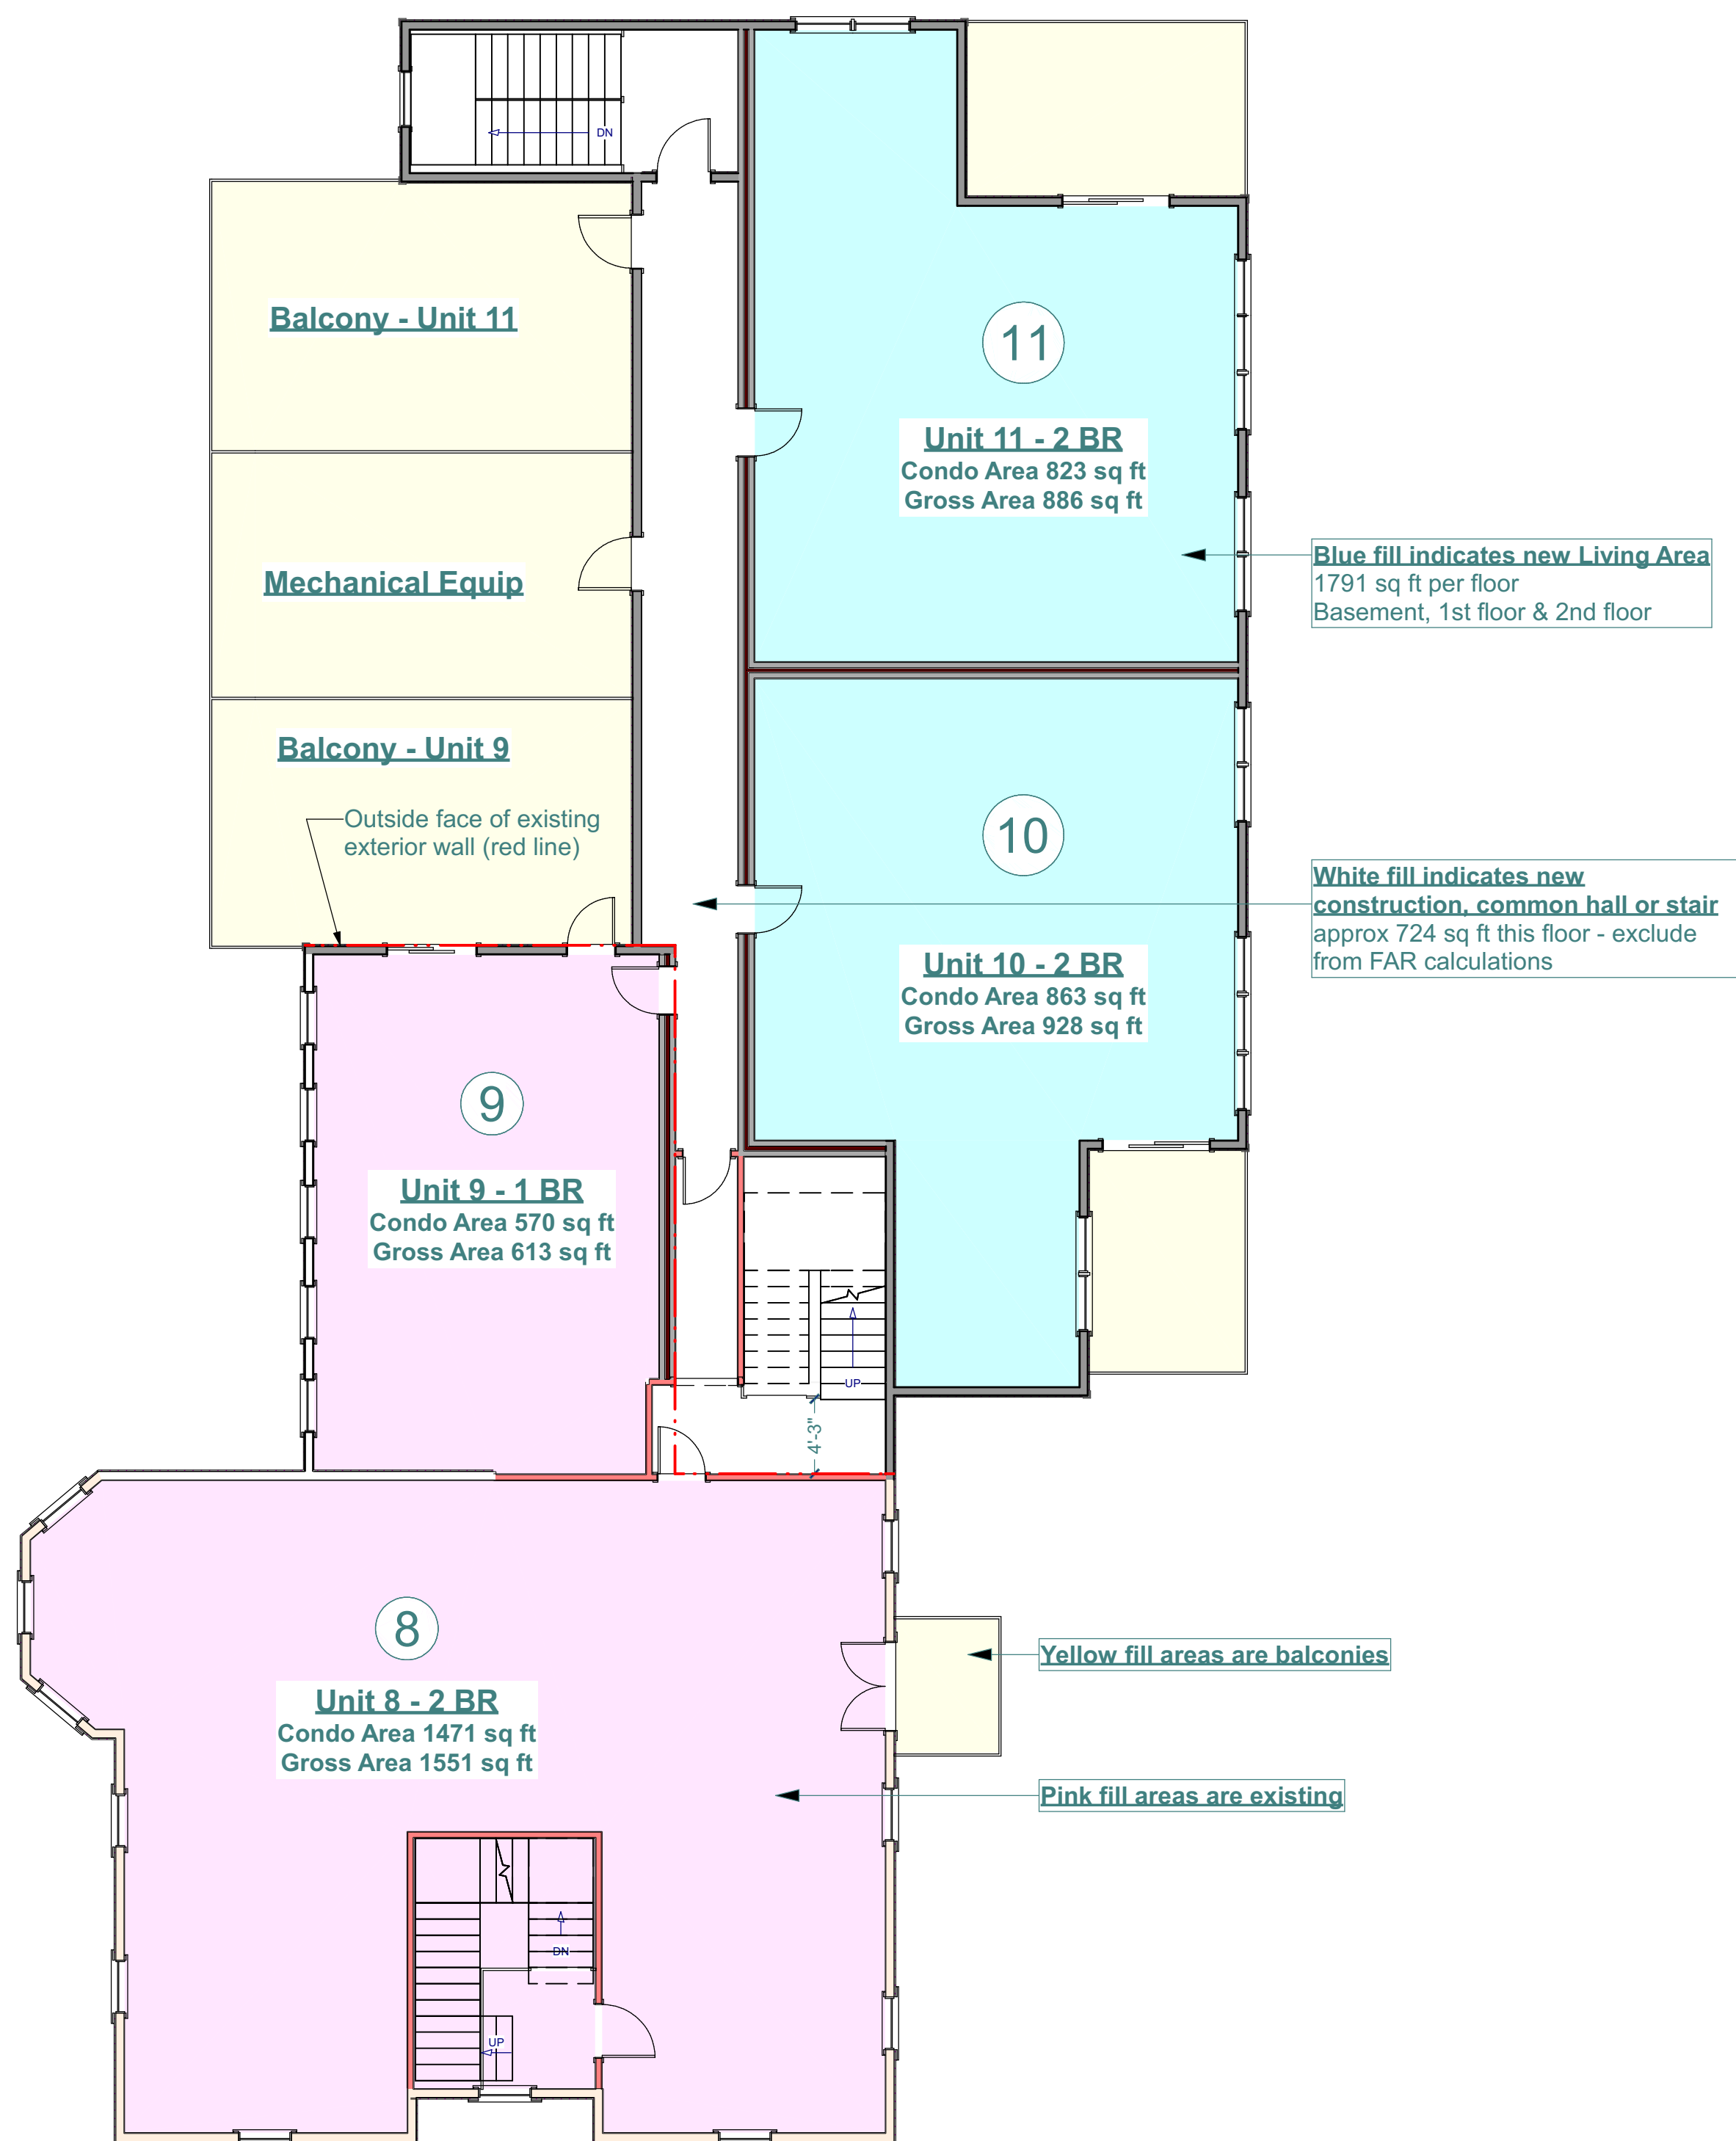 DN
Balcony - Unit 11
11
Unit 11 - 2 BR
Condo Area 823 sq ft
Gross Area 886 sq ft
Blue fill indicates new Living Area
1791 sq ft per floor
Basement, 1st floor & 2nd floor
Mechanical Equip
Balcony - Unit 9
Outside face of existing
exterior wall (red line)
10
Unit 10 - 2 BR
Condo Area 863 sq ft
Gross Area 928 sq ft
White fill indicates new
construction, common hall or stair
approx 724 sq ft this floor - exclude
from FAR calculations
9
Unit 9 - 1 BR
Condo Area 570 sq ft
Gross Area 613 sq ft
UP
4'-3"
8
Unit 8 - 2 BR
Condo Area 1471 sq ft
Gross Area 1551 sq ft
Yellow fill areas are balconies
Pink fill areas are existing
DN
UP